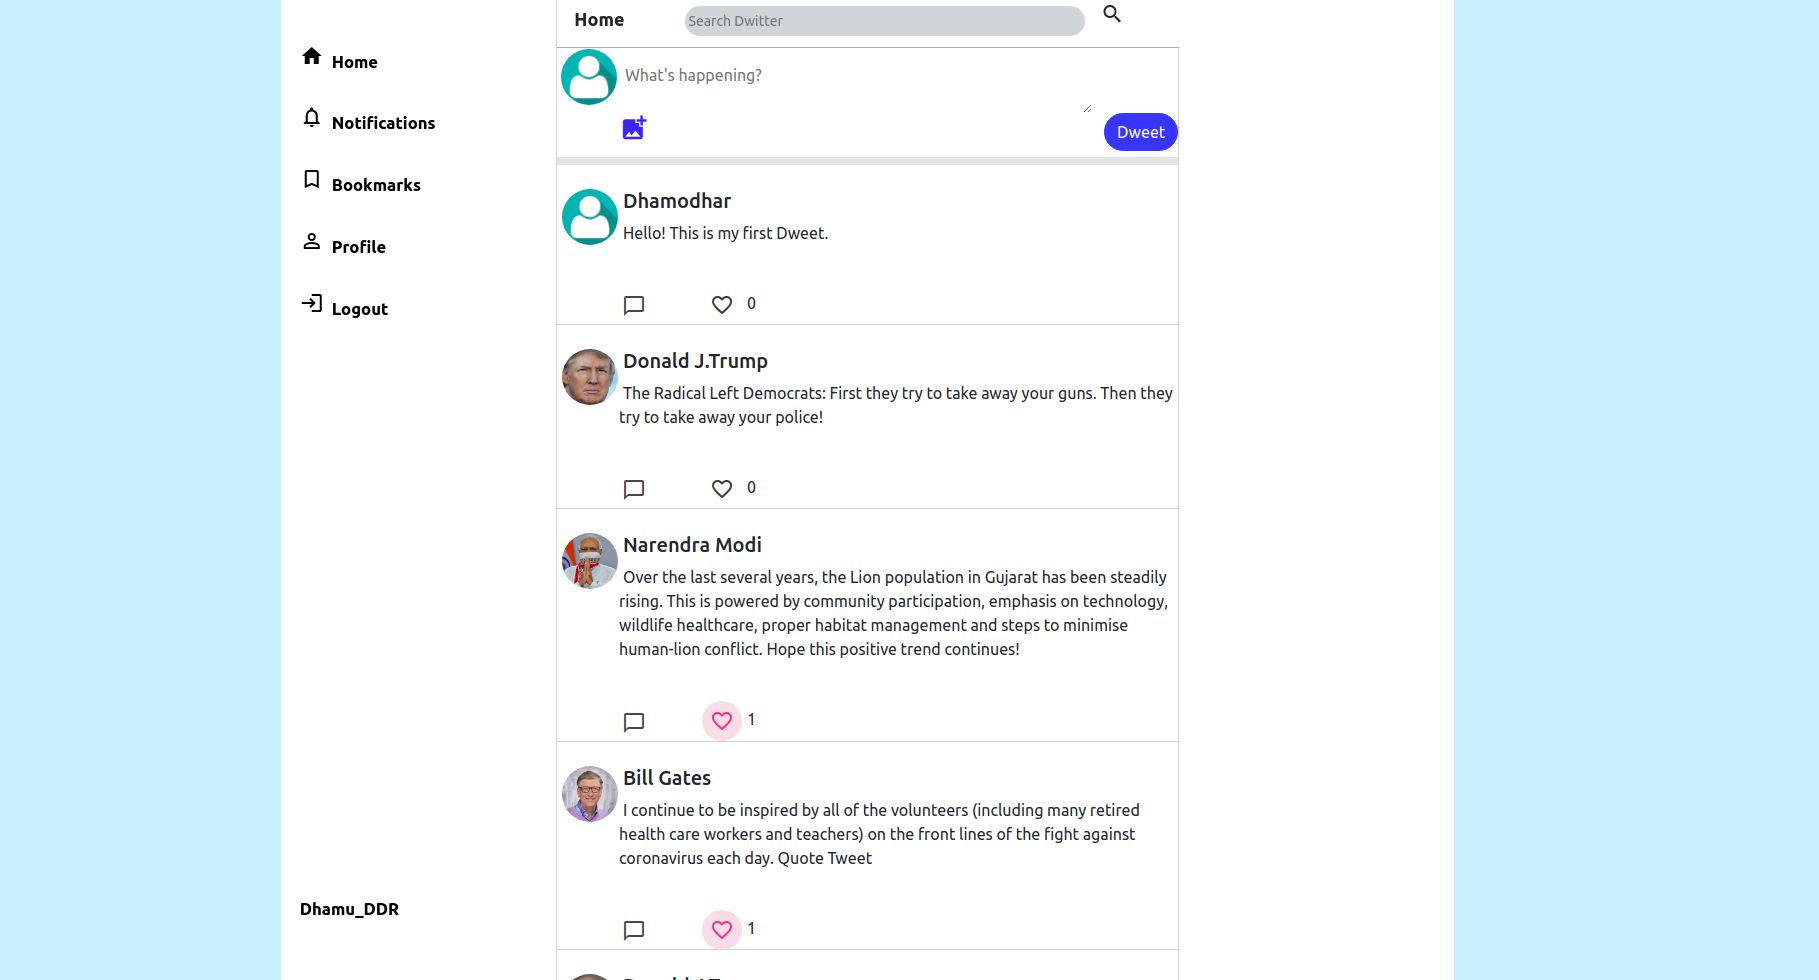 Home
Search Dwitter
Home
Notifications
Bookmarks
Profile
Logout
Dhamu_DDR
What's happening?
Dweet
Dhamodhar
Hello! This is my first Dweet.
0
Donald J.Trump
The Radical Left Democrats: First they try to take away your guns. Then they
try to take away your police!
0
Narendra Modi
Over the last several years, the Lion population in Gujarat has been steadily
rising. This is powered by community participation, emphasis on technology,
wildlife healthcare, proper habitat management and steps to minimise
human-lion conflict. Hope this positive trend continues!
1
Bill Gates
I continue to be inspired by all of the volunteers (including many retired
health care workers and teachers) on the front lines of the fight against
coronavirus each day. Quote Tweet
1